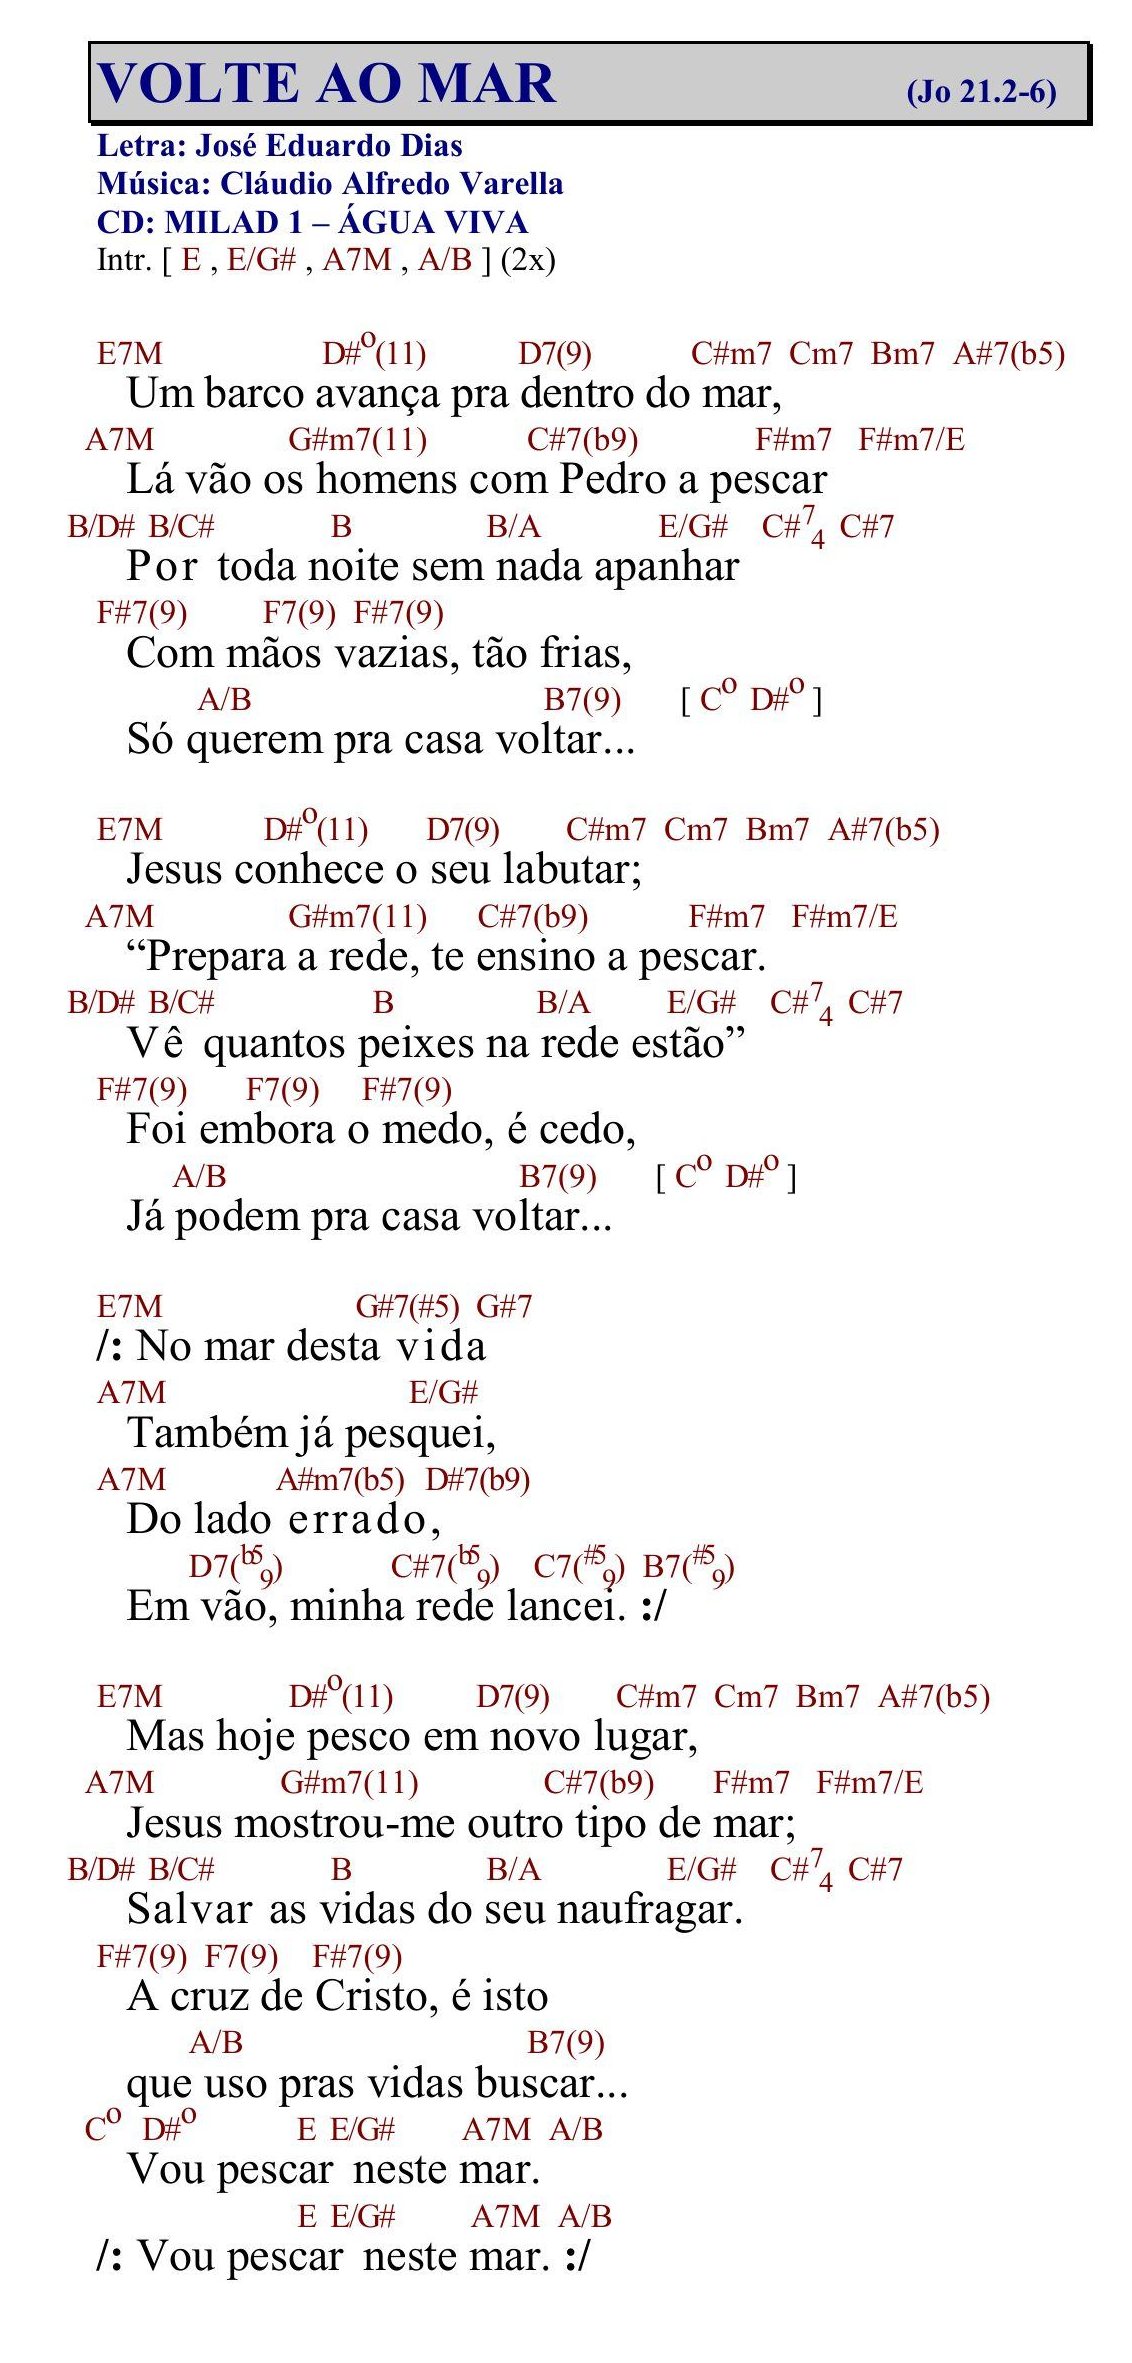 VOLTE AO MAR (Jo 21.2-6)
Letra: José Eduardo Dias
Música: Cláudio Alfredo Varella
CD: MILAD 1 – ÁGUA VIVA
Intr. [ E , E/G# , A7M , A/B ] (2x)
E7M D#º(11) D7(9) C#m7 Cm7 Bm7 A#7(b5)
Um barco avança pra dentro do mar,
A7M G#m7(11) C#7(b9) F#m7 F#m7/E
Lá vão os homens com Pedro a pescar
B/D# B/C# B B/A E/G# C#74 C#7
Por toda noite sem nada apanhar
F#7(9) F7(9) F#7(9)
Com mãos vazias, tão frias,
A/B B7(9) [ Cº D#º ]
Só querem pra casa voltar...
E7M D#º(11) D7(9) C#m7 Cm7 Bm7 A#7(b5)
Jesus conhece o seu labutar;
A7M G#m7(11) C#7(b9) F#m7 F#m7/E
“Prepara a rede, te ensino a pescar.
B/D# B/C# B B/A E/G# C#74 C#7
Vê quantos peixes na rede estão”
F#7(9) F7(9) F#7(9)
Foi embora o medo, é cedo,
A/B B7(9) [ Cº D#º ]
Já podem pra casa voltar...
E7M G#7(#5) G#7
/: No mar desta vida
A7M E/G#
Também já pesquei,
A7M A#m7(b5) D#7(b9)
Do lado errado,
D7(b59) C#7(b59) C7(#59) B7(#59)
Em vão, minha rede lancei. :/
E7M D#º(11) D7(9) C#m7 Cm7 Bm7 A#7(b5)
Mas hoje pesco em novo lugar,
A7M G#m7(11) C#7(b9) F#m7 F#m7/E
Jesus mostrou-me outro tipo de mar;
B/D# B/C# B B/A E/G# C#74 C#7
Salvar as vidas do seu naufragar.
F#7(9) F7(9) F#7(9)
A cruz de Cristo, é isto
A/B B7(9)
que uso pras vidas buscar...
Cº D#º E E/G# A7M A/B
Vou pescar neste mar.
E E/G# A7M A/B
/: Vou pescar neste mar. :/